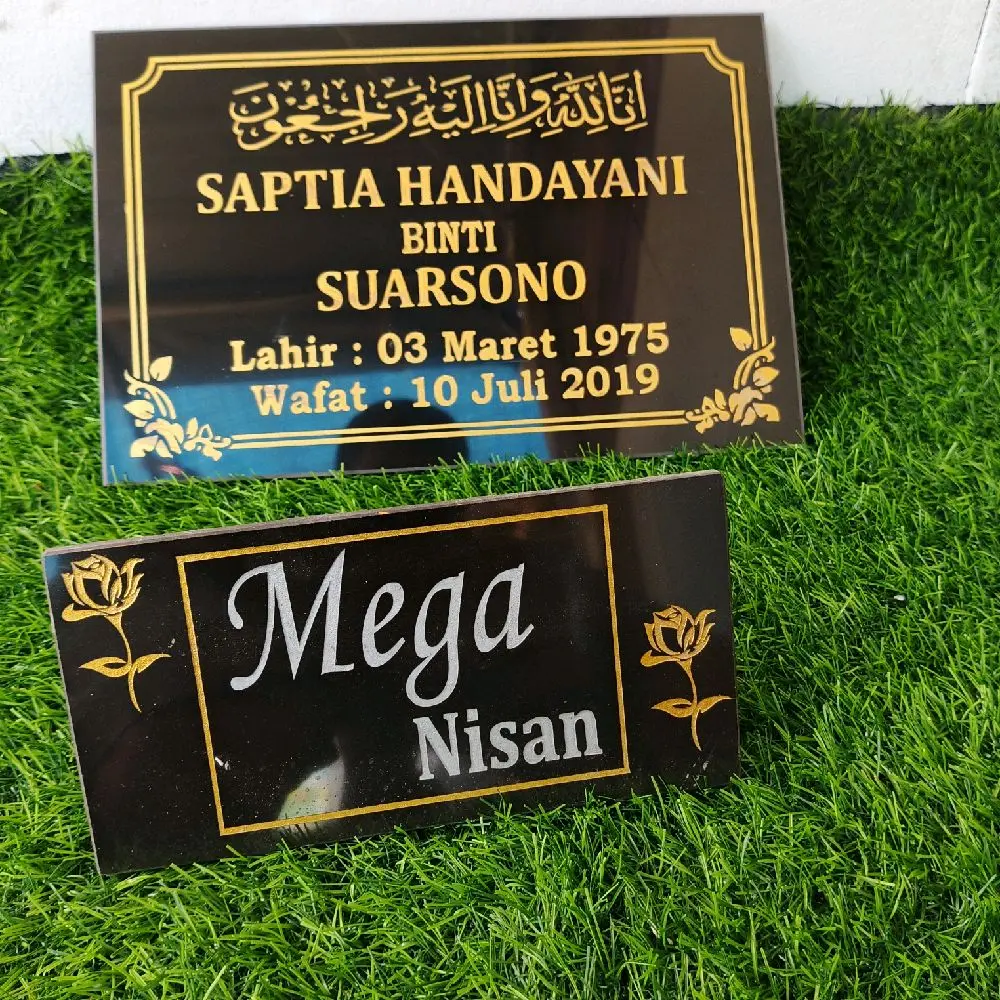 إنا لله وإنا إليه راجعون
SAPTIA HANDAYANI
BINTI
SUARSONO
Lahir : 03 Maret 1975
Wafat : 10 Juli 2019
Mega
Nisan